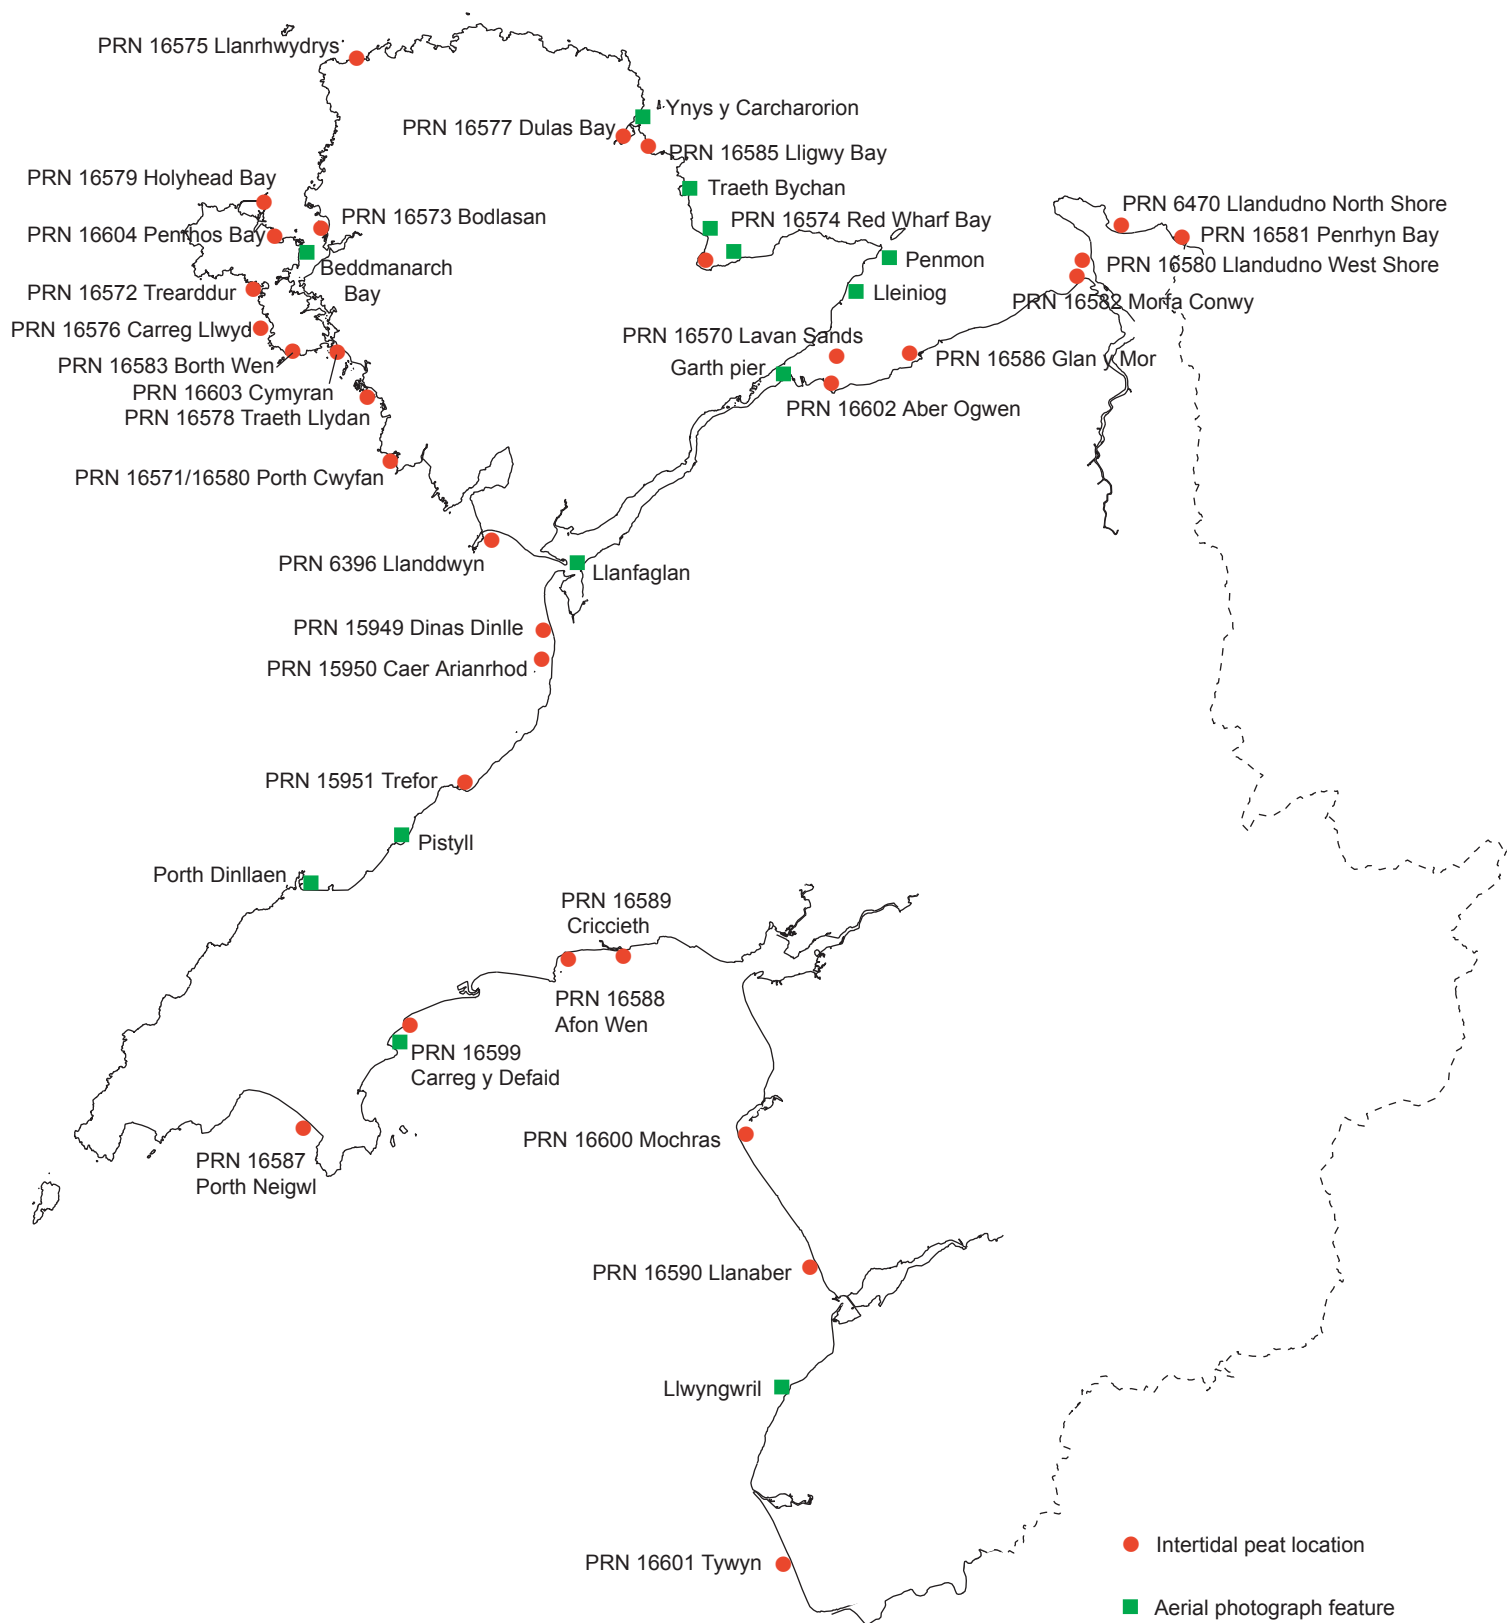 PRN 16575 Llanrhwydrys
Ynys y Carcharorion
PRN 16577 Dulas Bay
PRN 16585 Lligwy Bay
PRN 16579 Holyhead Bay
Traeth Bychan
PRN 16573 Bodlasan
PRN 16574 Red Wharf Bay
PRN 6470 Llandudno North Shore
PRN 16604 Penrhos Bay
PRN 16581 Penrhyn Bay
Beddmanarch
Bay
Penmon
PRN 16580 Llandudno West Shore
PRN 16572 Trearddur
Lleiniog
PRN 16582 Morfa Conwy
PRN 16576 Carreg Llwyd
PRN 16570 Lavan Sands
PRN 16583 Borth Wen
Garth pier
PRN 16586 Glan y Mor
PRN 16603 Cymyran
PRN 16578 Traeth Llydan
PRN 16602 Aber Ogwen
PRN 16571/16580 Porth Cwyfan
PRN 6396 Llanddwyn
Llanfaglan
PRN 15949 Dinas Dinlle
PRN 15950 Caer Arianrhod
PRN 15951 Trefor
Pistyll
Porth Dinllaen
PRN 16589
Criccieth
PRN 16588
Afon Wen
PRN 16599
Carreg y Defaid
PRN 16600 Mochras
PRN 16587
Porth Neigwl
PRN 16590 Llanaber
Llwyngwril
PRN 16601 Tywyn
Intertidal peat location
Aerial photograph feature